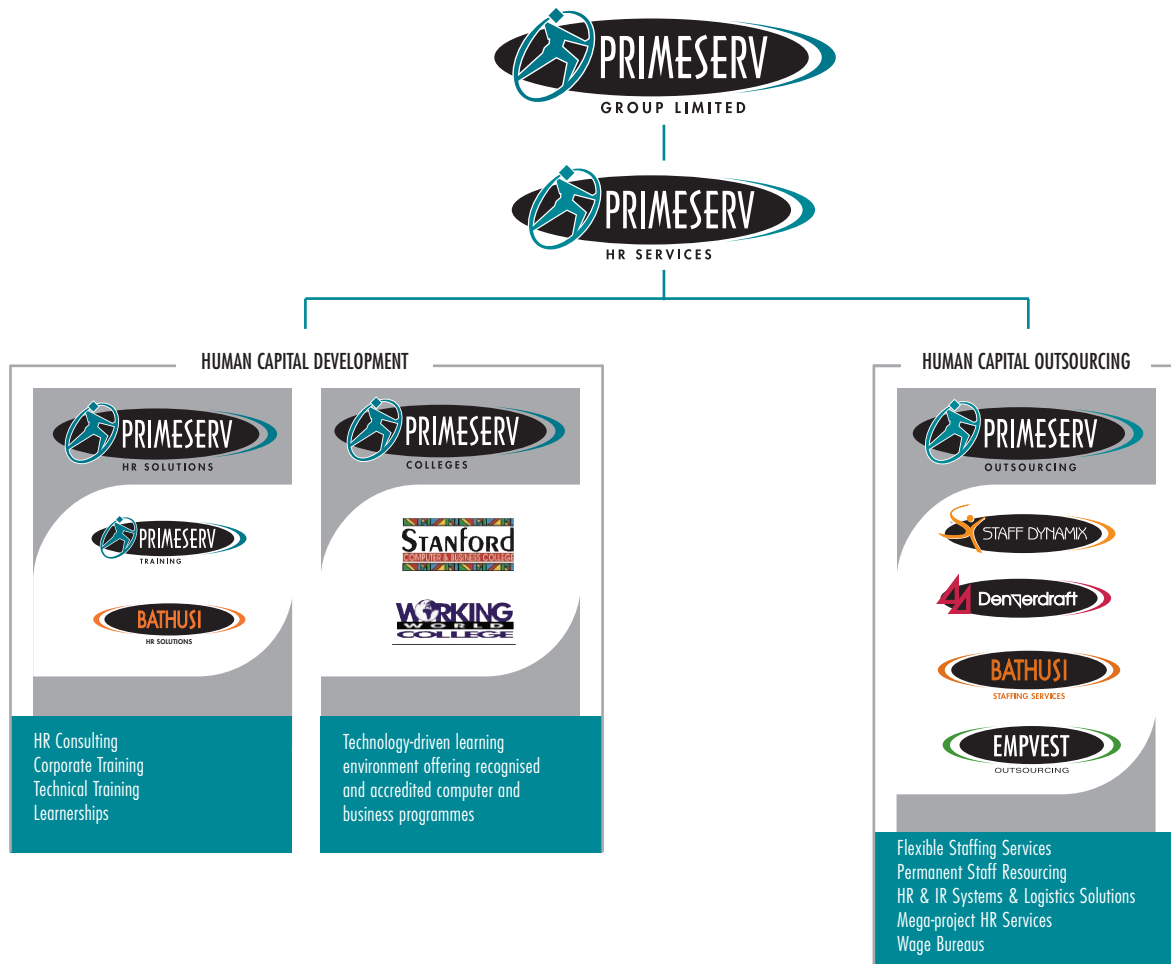 PRIMESERV
GROUP LIMITED
PRIMESERV
HR SERVICES
HUMAN CAPITAL DEVELOPMENT
PRIMESERV
HR SOLUTIONS
PRIMESERV
TRAINING
BATHUSI
HR SOLUTIONS
HR Consulting
Corporate Training
Technical Training
Learnerships
PRIMESERV
COLLEGES
STANford
COMPUTER & BUSINESS COLLEGE
WORKING
WORLD
COLLEGE
Technology-driven learning
environment offering recognised
and accredited computer and
business programmes
HUMAN CAPITAL OUTSOURCING
PRIMESERV
OUTSOURCING
STAFF DYNAMIX
Denverdraft
BATHUSI
STAFFING SERVICES
EMPVEST
OUTSOURCING
Flexible Staffing Services
Permanent Staff Resourcing
HR & IR Systems & Logistics Solutions
Mega-project HR Services
Wage Bureaus